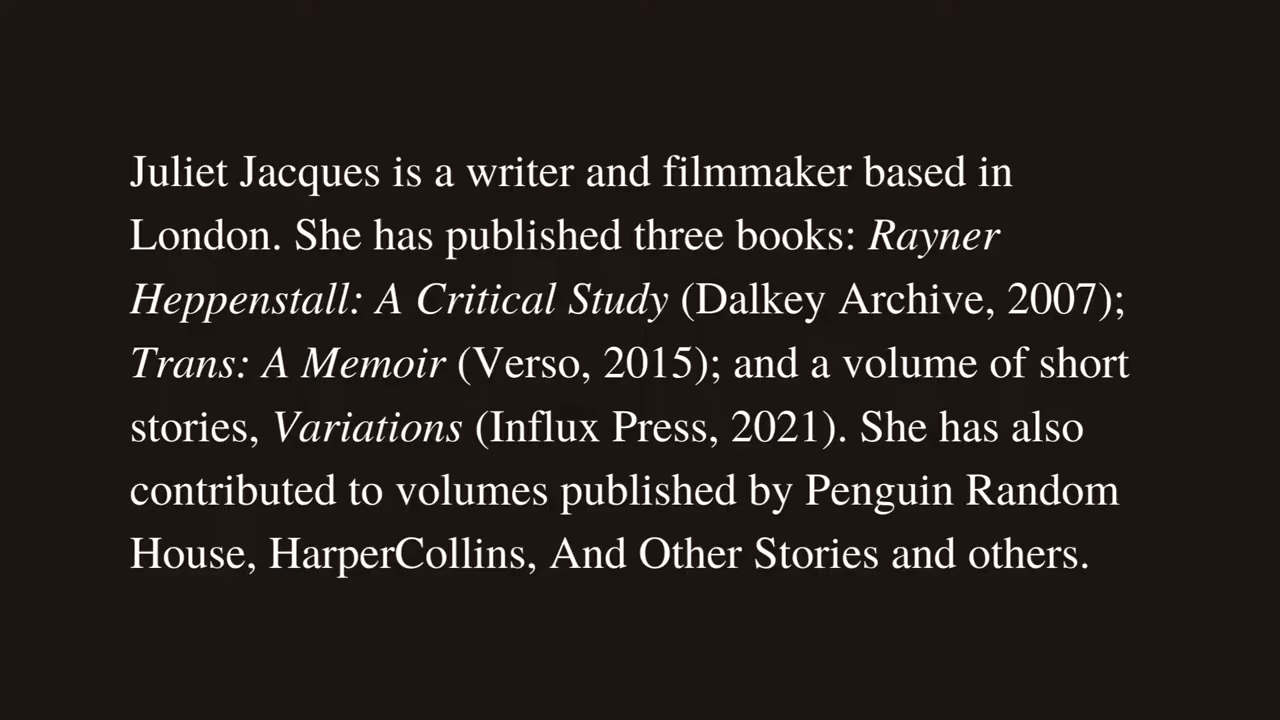 Juliet Jacques is a writer and filmmaker based in
London. She has published three books: Rayner
Heppenstall: A Critical Study (Dalkey Archive, 2007);
Trans: A Memoir (Verso, 2015); and a volume of short
stories, Variations (Influx Press, 2021). She has also
contributed to volumes published by Penguin Random
House, HarperCollins, And Other Stories and others.